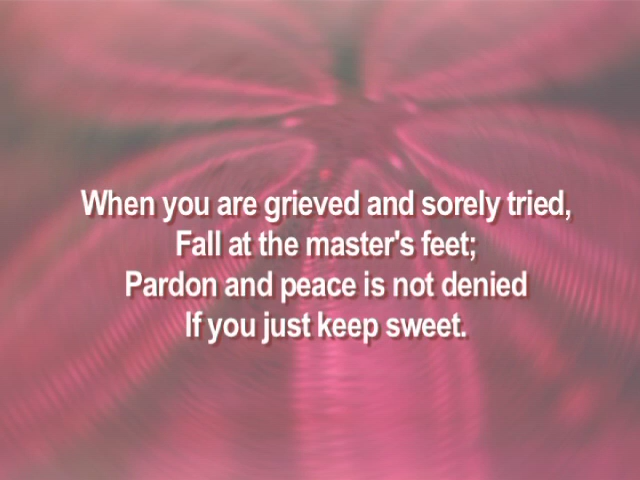 When you are grieved and sorely tried,
Fall at the master's feet;
Pardon and peace is not denied
If you just keep sweet.